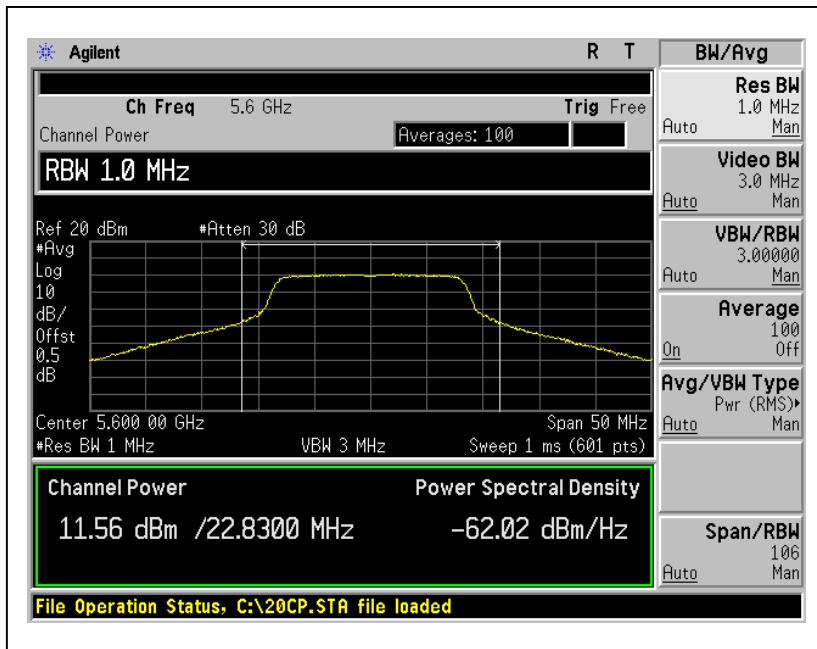 Agilent R T
BW/Avg
Ch Freq 5.6 GHz Trig Free
Channel Power Averages: 100
RBW 1.0 MHz
Ref 20 dBm #Atten 30 dB
#Avg
Log
10
dB/
Offst
0.5
dB
Center 5.600 00 GHz Span 50 MHz
#Res BW 1 MHz VBW 3 MHz Sweep 1 ms (601 pts)
Channel Power Power Spectral Density
11.56 dBm /22.8300 MHz -62.02 dBm/Hz
File Operation Status, C:\20CP.STA file loaded
Res BW
1.0 MHz
Auto Man
Video BW
3.0 MHz
Auto Man
VBW/RBW
3.00000
Auto Man
Average
100
On Off
Avg/VBW Type
Pwr (RMS)
Auto Man
Span/RBW
106
Auto Man